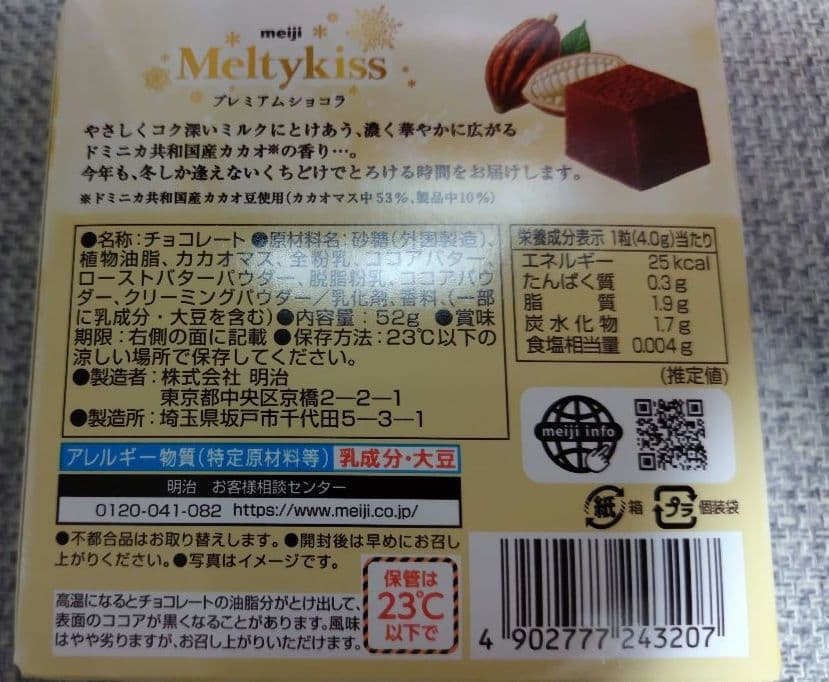 meiji
Meltykiss
プレミアムショコラ
やさしくコク深いミルクにとけあう、濃く華やかに広がる
ドミニカ共和国産カカオ※の香り…。
今年も、冬しか逢えないくちどけでとろける時間をお届けします。
※ドミニカ共和国産カカオ豆使用(カカオマス中53%、製品中10%)
●名称:チョコレート ●原材料名:砂糖(外国製造)、
植物油脂、カカオマス、全粉乳、ココアバター、
ローストバターパウダー、脱脂粉乳、ココアパウ
ダー、クリーミングパウダー/乳化剤、香料、(一部
に乳成分・大豆を含む)●内容量:52g ●賞味
期限:右側の面に記載 ●保存方法:23℃以下の
涼しい場所で保存してください。
●製造者:株式会社 明治
東京都中央区京橋2―2―1
●製造所:埼玉県坂戸市千代田5―3―1
栄養成分表示 1粒(4.0g)当たり
エネルギー 25kcal
たんぱく質 0.3g
脂質 1.9g
炭水化物 1.7g
食塩相当量 0.004g
(推定値)
meiji info
アレルギー物質(特定原材料等) 乳成分・大豆
明治 お客様相談センター
0120-041-082 https://www.meiji.co.jp/
紙 箱 プラ 個装袋
●不都合品はお取り替えします。●開封後は早めにお召し
上がりください。●写真はイメージです。
高温になるとチョコレートの油脂分がとけ出して、
表面のココアが黒くなることがあります。風味
はやや劣りますが、お召し上がりいただけます。
保管は
23℃
以下で
4 902777 243207